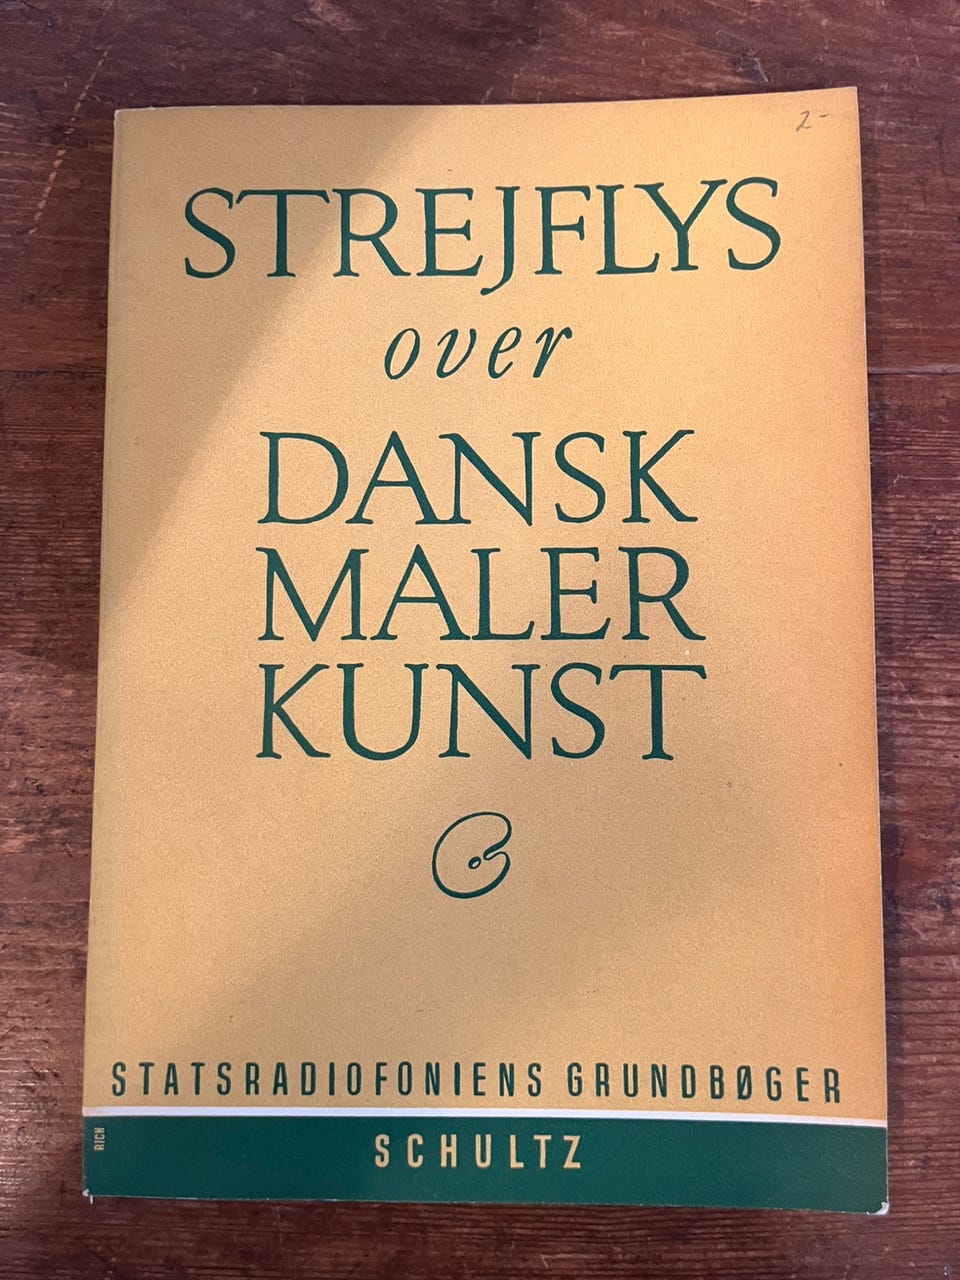 2-
STREJFLYS
over
DANSK
MALER
KUNST
STATSRADIOFONIENS GRUNDBØGER
RICH
SCHULTZ